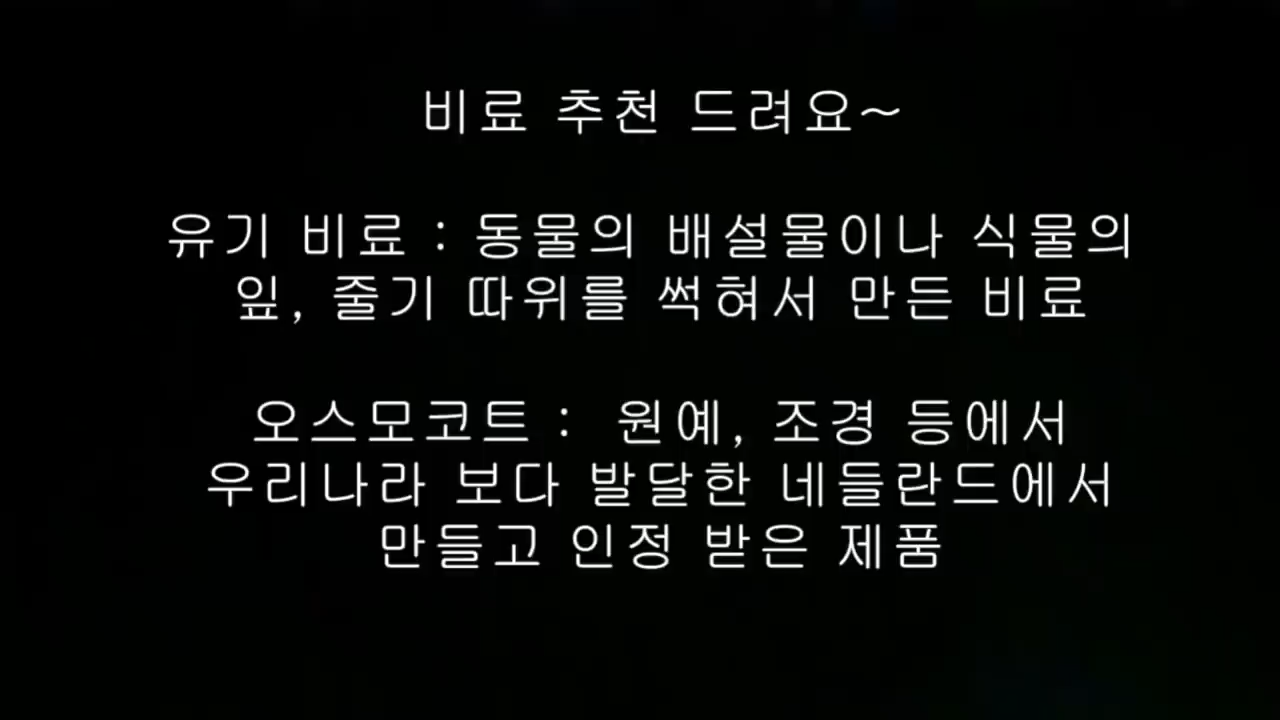 비료 추천 드려요~
유기 비료 : 동물의 배설물이나 식물의
잎, 줄기 따위를 썩혀서 만든 비료
오스모코트 : 원예, 조경 등에서
우리나라 보다 발달한 네들란드에서
만들고 인정 받은 제품